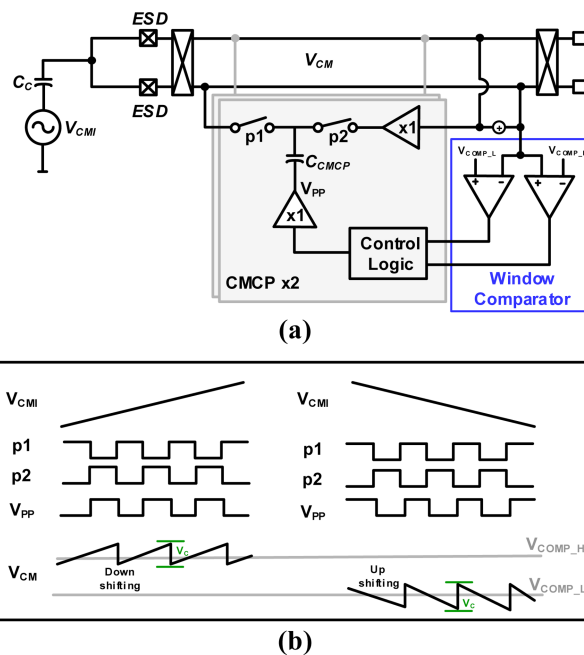 ESD
V_CM
C_C
V_CMI
ESD
p1
p2
x1
+
V_COMP_L
V_COMP_H
C_CMCP
V_PP
+ -
- +
x1
Control
Logic
CMCP x2
Window
Comparator
(a)
V_CMI
V_CMI
p1
p1
p2
p2
V_PP
V_PP
V_COMP_H
V_C
V_CM
Down
shifting
Up
shifting
V_COMP_L
V_C
(b)